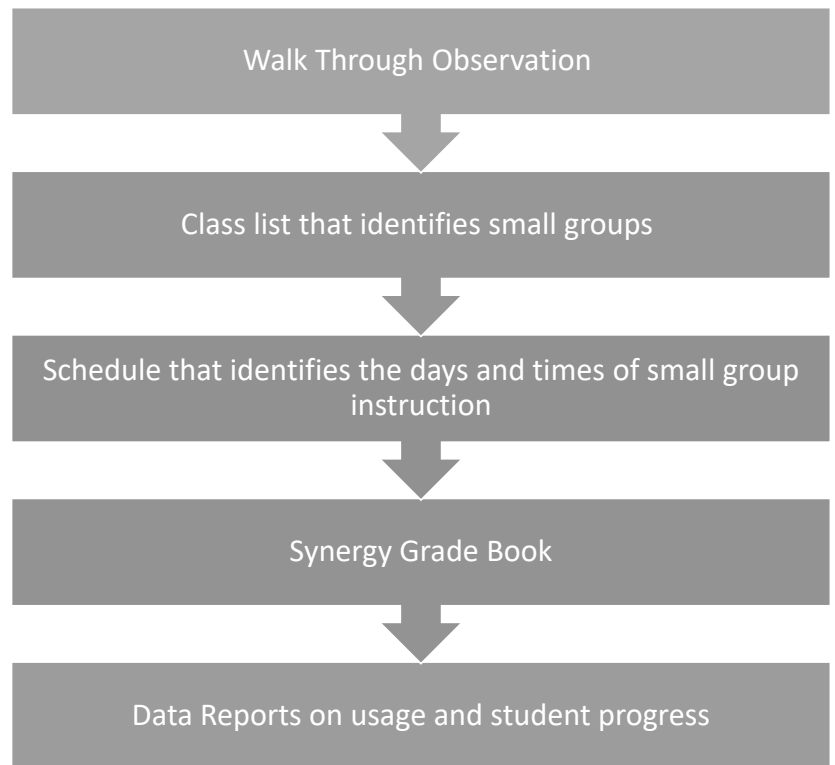 Walk Through Observation
Class list that identifies small groups
Schedule that identifies the days and times of small group
instruction
Synergy Grade Book
Data Reports on usage and student progress